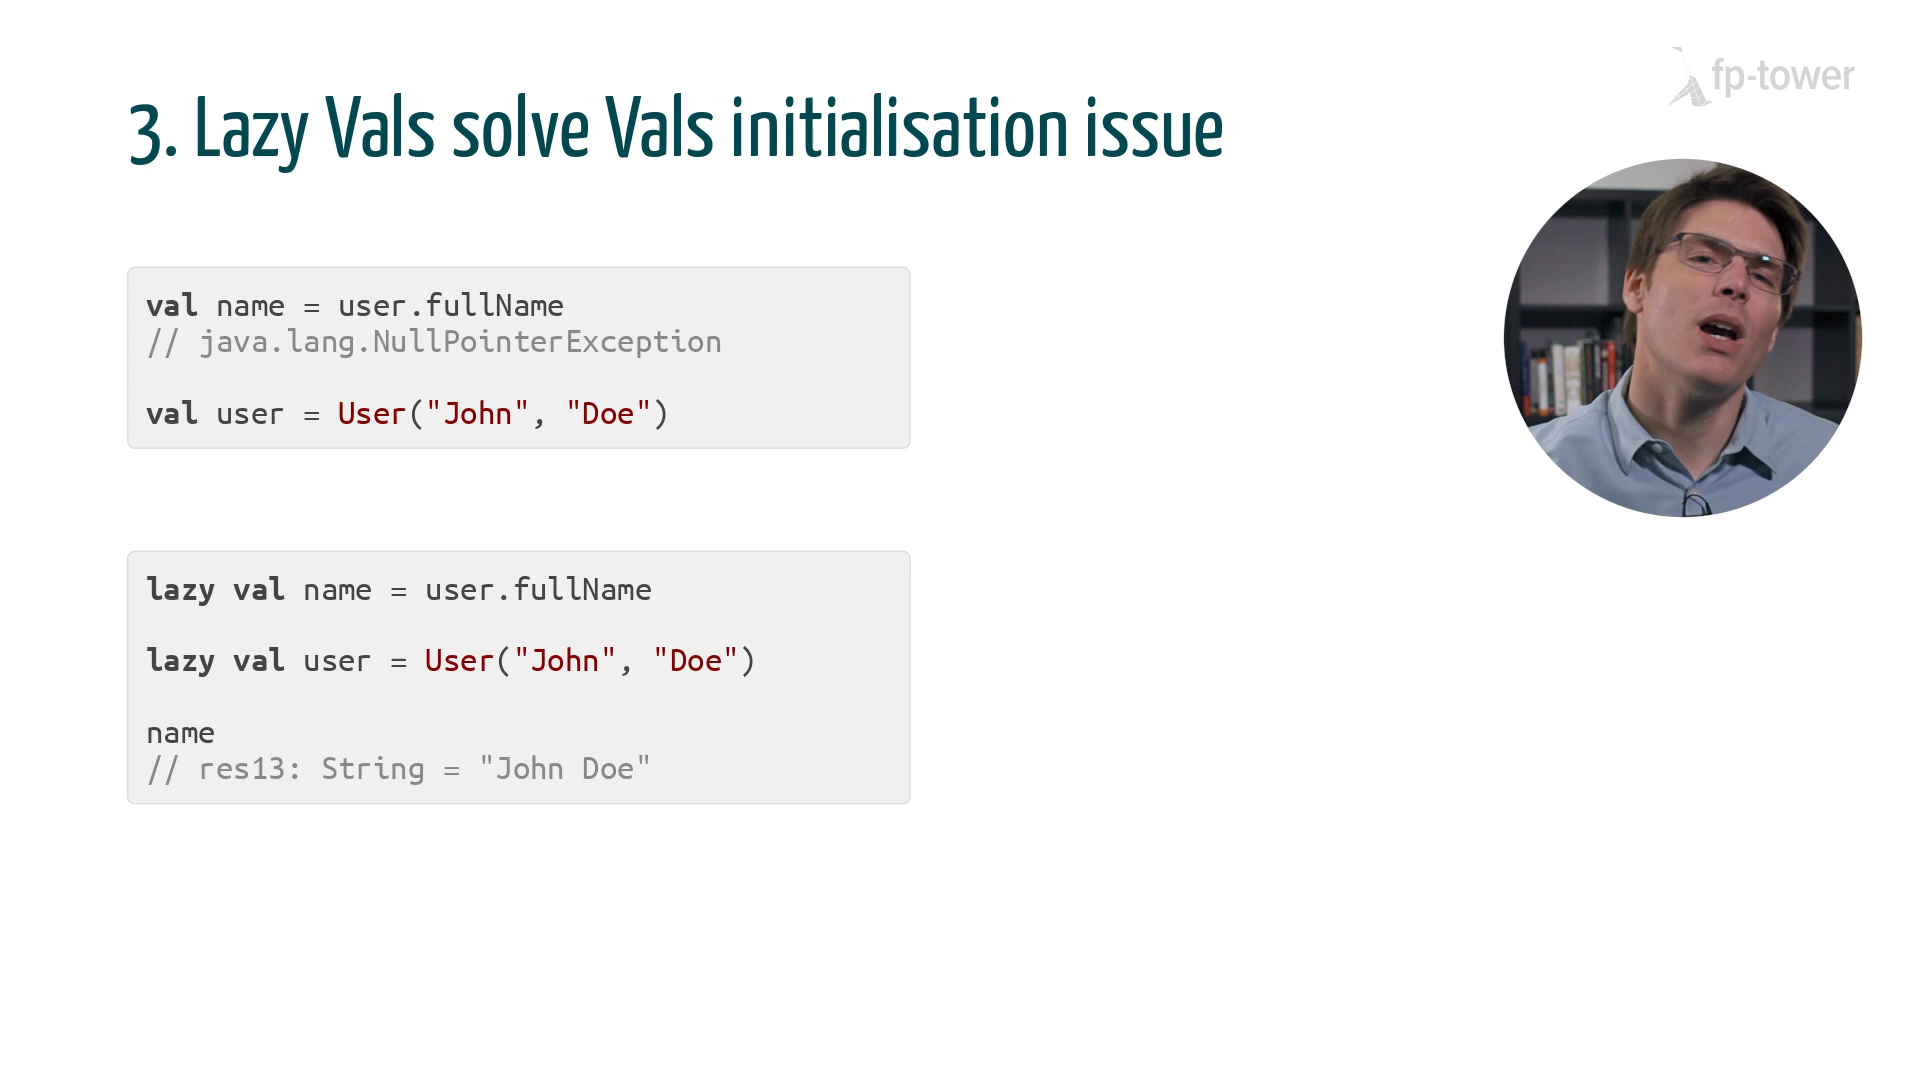 fp-tower
3. Lazy Vals solve Vals initialisation issue
val name = user.fullName
// java.lang.NullPointerException
val user = User("John", "Doe")
lazy val name = user.fullName
lazy val user = User("John", "Doe")
name
// res13: String = "John Doe"